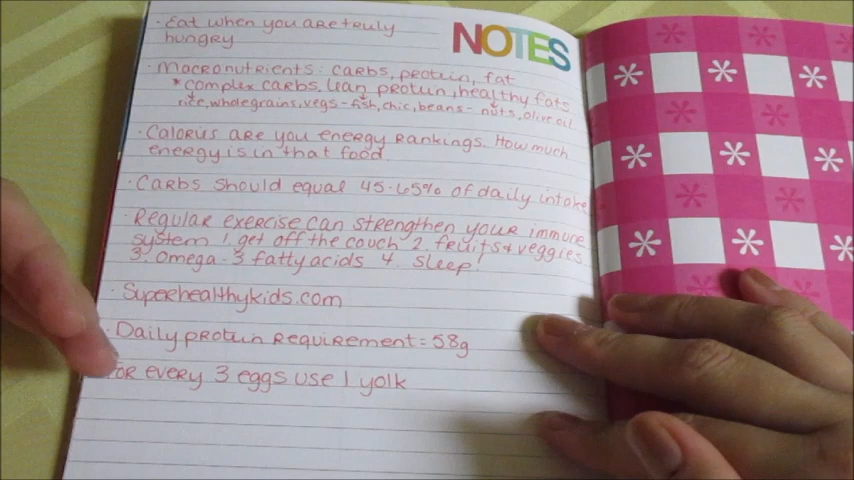 NOTES
· Eat when you are truly
hungry
· Macronutrients: carbs, protein, fat
* complex carbs, lean protein, healthy fats
rice, whole grains, vegs - fish, chic, beans - nuts, olive oil
· Calories are you energy rankings. How much
energy is in that food
· Carbs should equal 45-65% of daily intake
· Regular exercise can strengthen your immune
system 1. get off the couch 2. fruits & veggies
3. omega-3 fatty acids 4. sleep!
· Superhealthykids.com
· Daily protein requirement = 58g
For every 3 eggs use 1 yolk